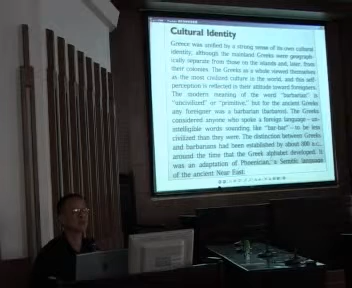 Cultural Identity
Greece was unified by a strong sense of its own cultural
identity, although the mainland Greeks were geograph-
ically separate from those on the islands and, later, from
their colonies. The Greeks as a whole viewed themselves
as the most civilized culture in the world, and this self-
perception is reflected in their attitude toward foreigners.
The modern meaning of the word "barbarian" is
"uncivilized" or "primitive," but for the ancient Greeks
any foreigner was a barbarian (barbaros). The Greeks
considered anyone who spoke a foreign language—un-
intelligible words sounding like "bar-bar"—to be less
civilized than they were. The distinction between Greeks
and barbarians had been established by about 800 B.C.,
around the time that the Greek alphabet developed. It
was an adaptation of Phoenician, a Semitic language
of the ancient Near East.